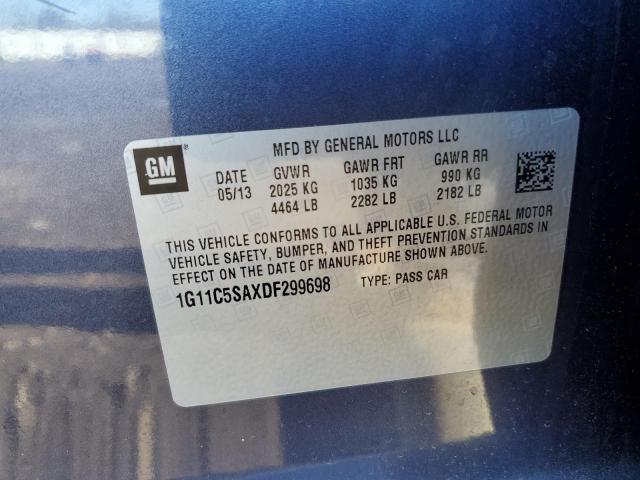 GM
MFD BY GENERAL MOTORS LLC
DATE GVWR GAWR FRT GAWR RR
05/13 2025 KG 1035 KG 990 KG
4464 LB 2282 LB 2182 LB
THIS VEHICLE CONFORMS TO ALL APPLICABLE U.S. FEDERAL MOTOR
VEHICLE SAFETY, BUMPER, AND THEFT PREVENTION STANDARDS IN
EFFECT ON THE DATE OF MANUFACTURE SHOWN ABOVE.
1G11C5SAXDF299698 TYPE: PASS CAR